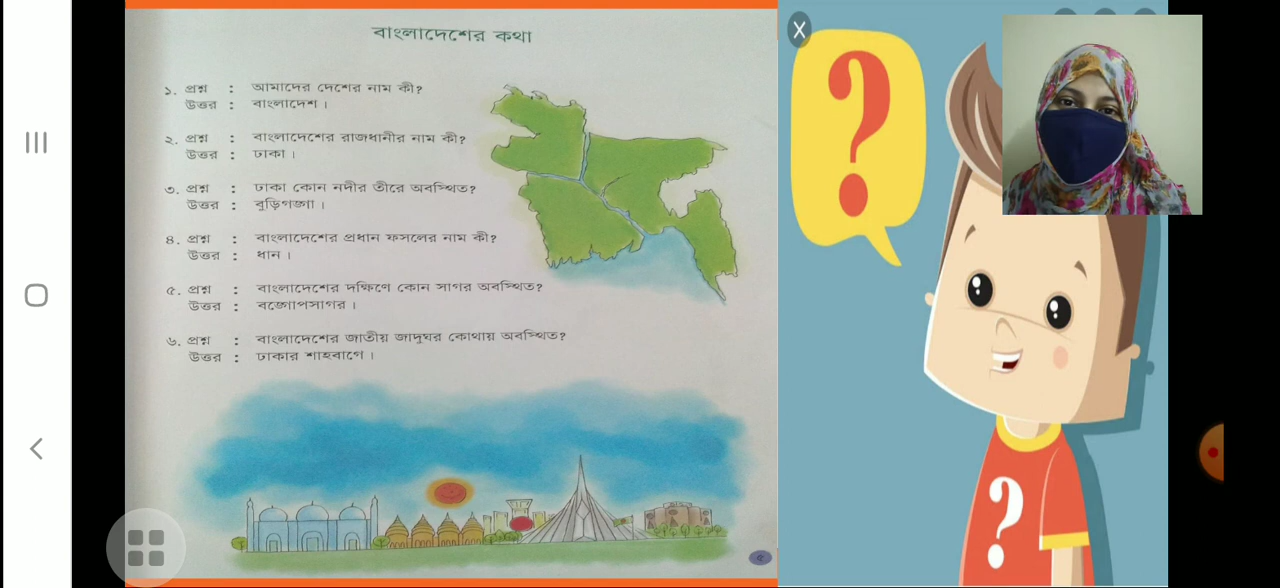 বাংলাদেশের কথা
১. প্রশ্ন : আমাদের দেশের নাম কী?
উত্তর : বাংলাদেশ।
২. প্রশ্ন : বাংলাদেশের রাজধানীর নাম কী?
উত্তর : ঢাকা।
৩. প্রশ্ন : ঢাকা কোন নদীর তীরে অবস্থিত?
উত্তর : বুড়িগঙ্গা।
৪. প্রশ্ন : বাংলাদেশের প্রধান ফসলের নাম কী?
উত্তর : ধান।
৫. প্রশ্ন : বাংলাদেশের দক্ষিণে কোন সাগর অবস্থিত?
উত্তর : বঙ্গোপসাগর।
৬. প্রশ্ন : বাংলাদেশের জাতীয় জাদুঘর কোথায় অবস্থিত?
উত্তর : ঢাকার শাহবাগে।
৫
?
?
X